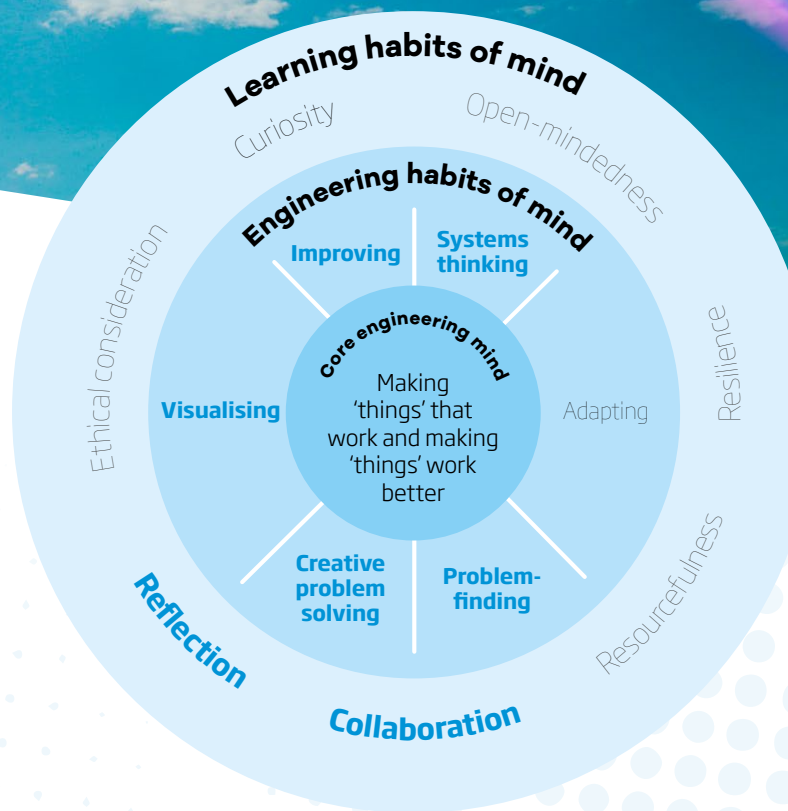 Learning habits of mind
Curiosity
Open-mindedness
Ethical consideration
Resilience
Resourcefulness
Reflection
Collaboration
Engineering habits of mind
Improving
Systems
thinking
Visualising
Adapting
Creative
problem
solving
Problem-
finding
Core engineering mind
Making
‘things’ that
work and making
‘things’ work
better